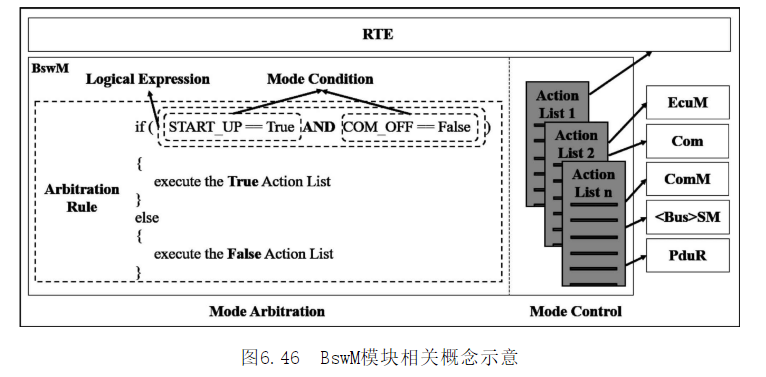 RTE
BswM
Logical Expression
Mode Condition
if ( START_UP == True AND COM_OFF == False )
{
execute the True Action List
}
else
{
execute the False Action List
}
Arbitration
Rule
Mode Arbitration
Action
List 1
Action
List 2
Action
List n
Mode Control
EcuM
Com
ComM
<Bus>SM
PduR
图6.46 BswM模块相关概念示意